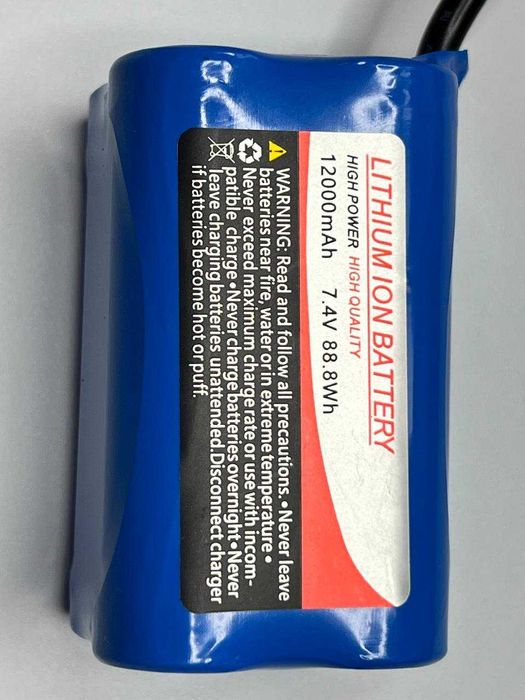 LITHIUM ION BATTERY
HIGH POWER HIGH QUALITY
12000mAh 7.4V 88.8Wh
WARNING: Read and follow all precautions. • Never leave
batteries near fire, water or in extreme temperature •
Never exceed maximum charge rate or use with incom-
patible charge • Never charge batteries overnight • Never
leave charging batteries unattended. Disconnect charger
if batteries become hot or puff.